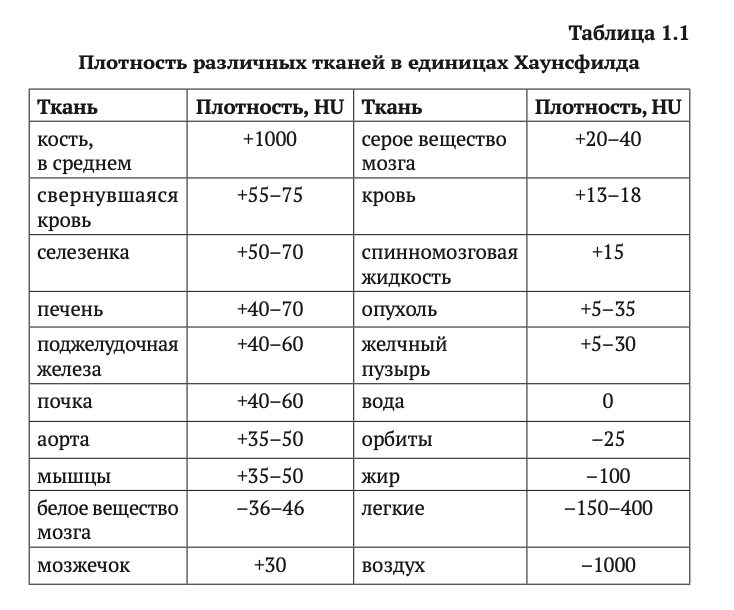 Таблица 1.1
Плотность различных тканей в единицах Хаунсфилда
Ткань Плотность, HU Ткань Плотность, HU
кость, в среднем +1000 серое вещество мозга +20–40
свернувшаяся кровь +55–75 кровь +13–18
селезенка +50–70 спинномозговая жидкость +15
печень +40–70 опухоль +5–35
поджелудочная железа +40–60 желчный пузырь +5–30
почка +40–60 вода 0
аорта +35–50 орбиты –25
мышцы +35–50 жир –100
белое вещество мозга –36–46 легкие –150–400
мозжечок +30 воздух –1000